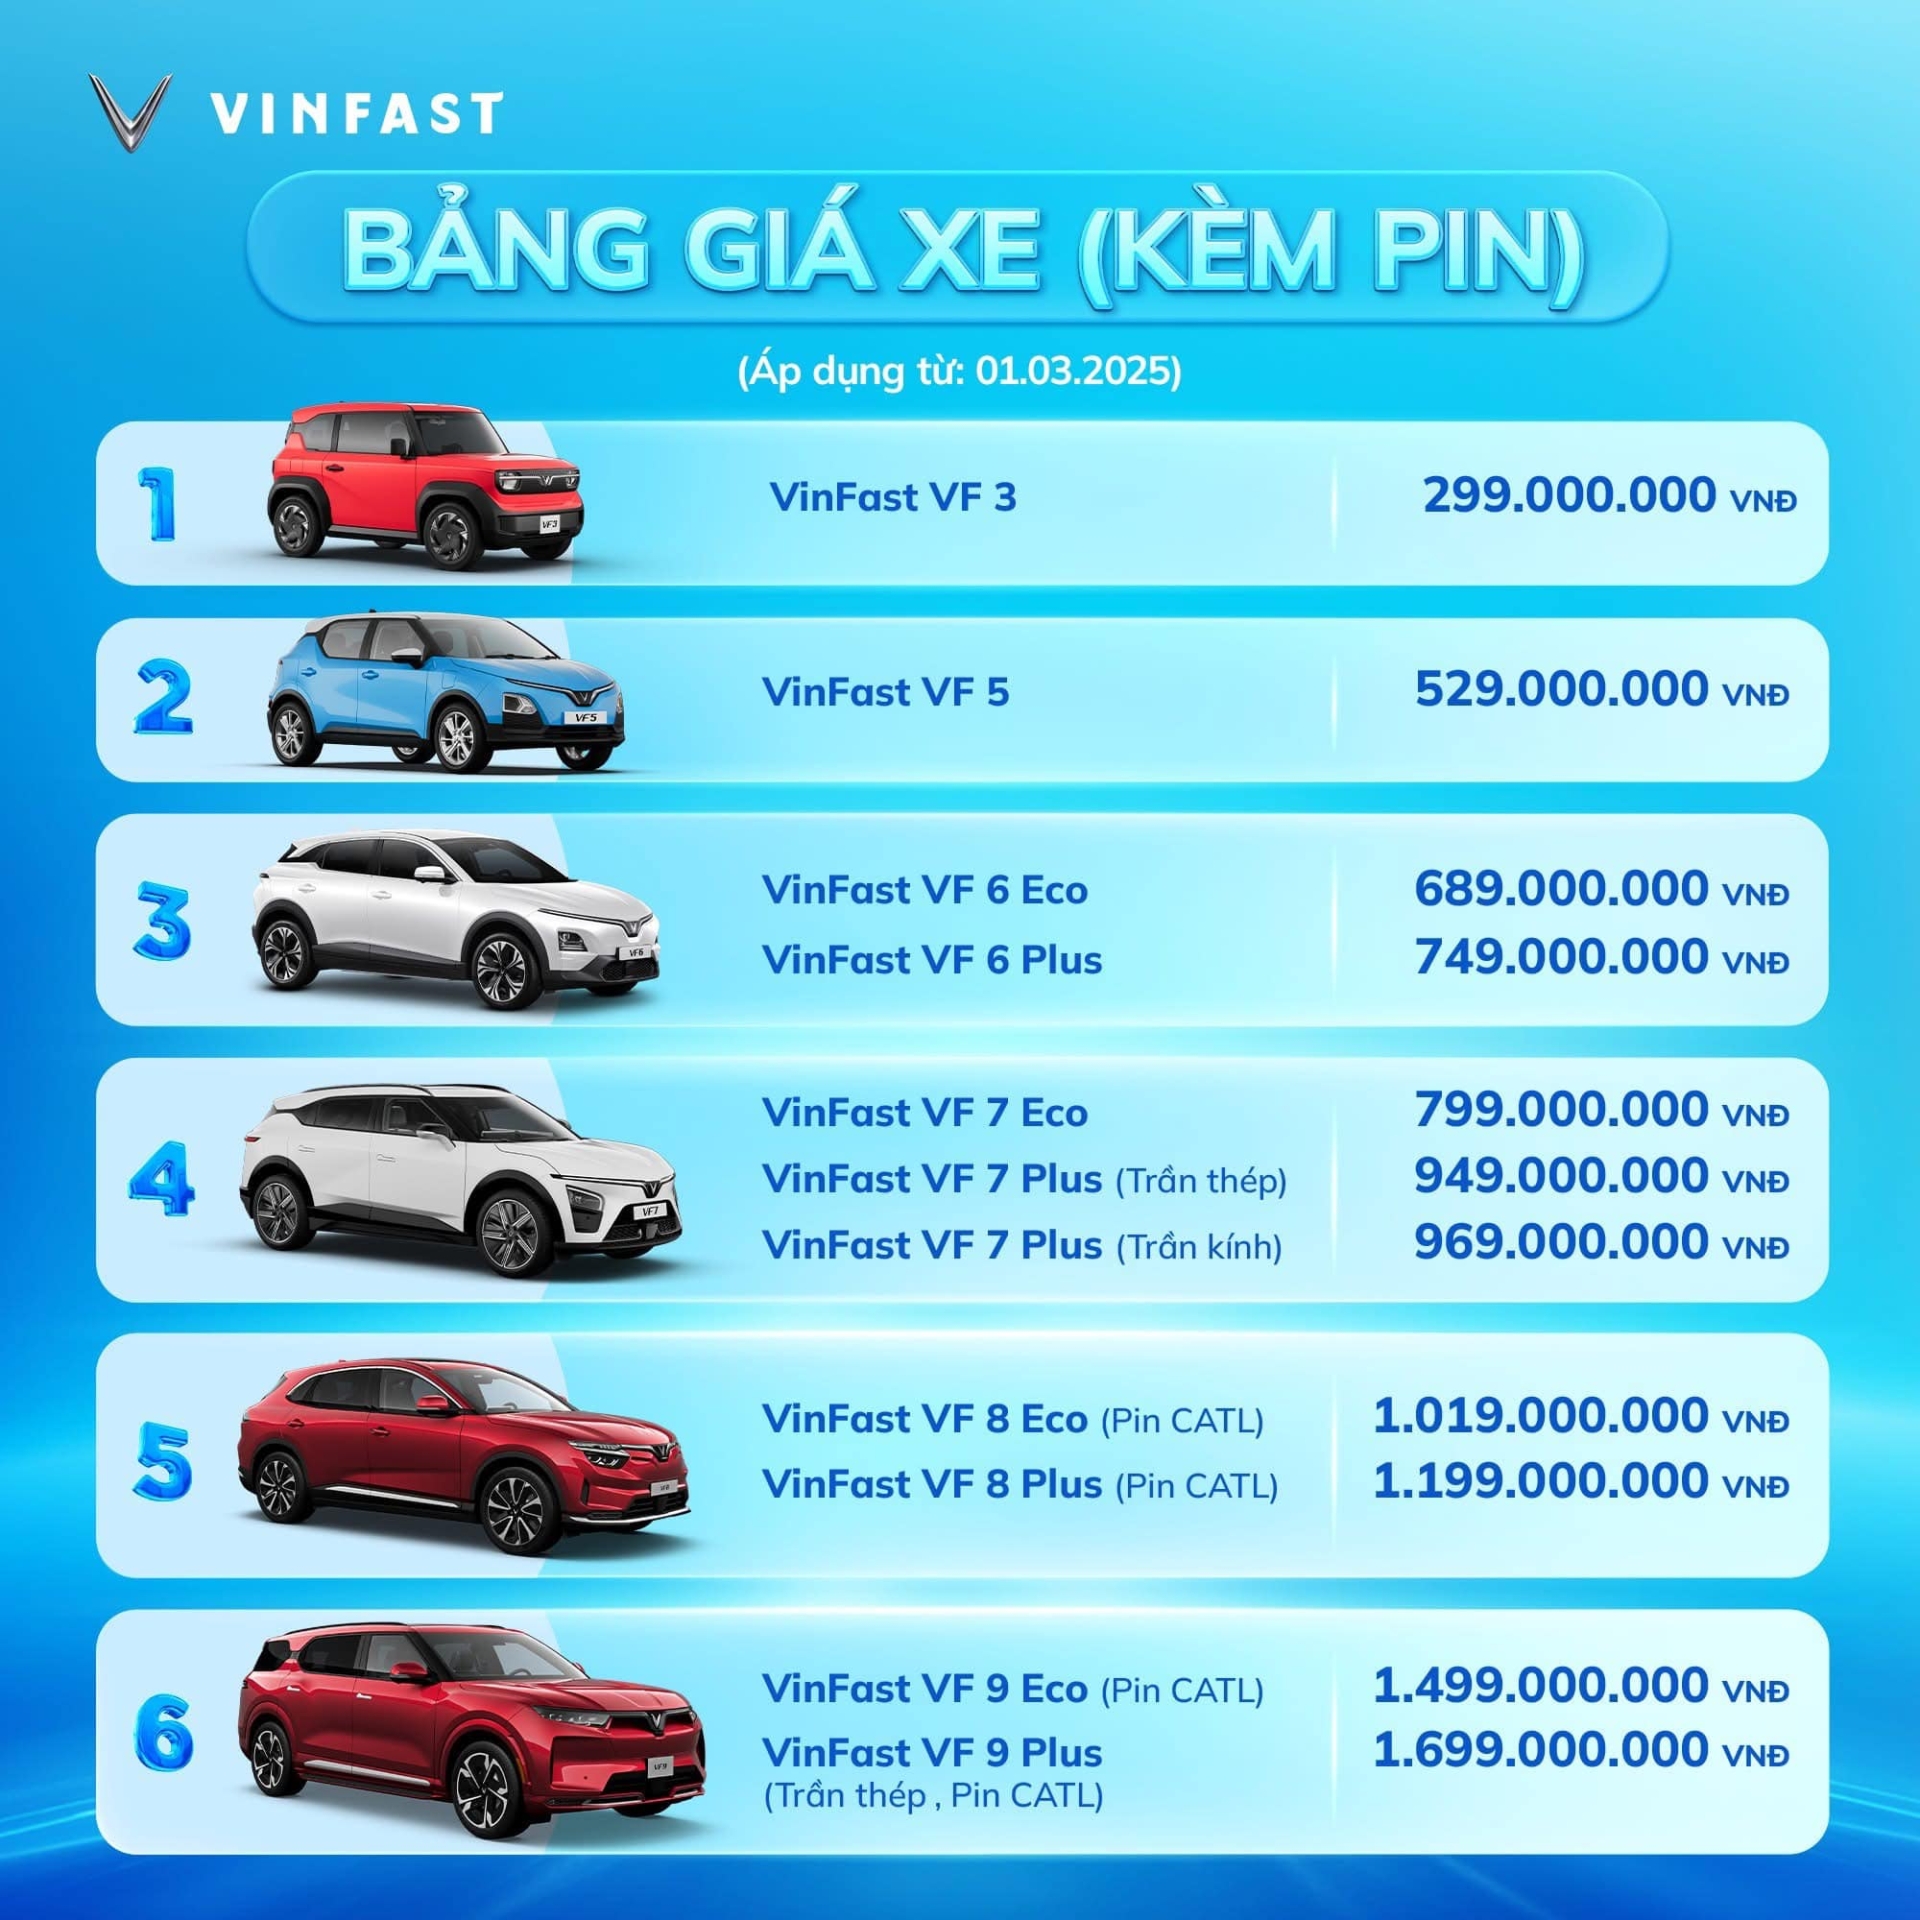 VINFAST
BẢNG GIÁ XE (KÈM PIN)
(Áp dụng từ: 01.03.2025)
1
VF3
VinFast VF 3
299.000.000 VNĐ
2
VF5
VinFast VF 5
529.000.000 VNĐ
3
VF6
VinFast VF 6 Eco
689.000.000 VNĐ
VinFast VF 6 Plus
749.000.000 VNĐ
4
VF7
VinFast VF 7 Eco
799.000.000 VNĐ
VinFast VF 7 Plus (Trần thép)
949.000.000 VNĐ
VinFast VF 7 Plus (Trần kính)
969.000.000 VNĐ
5
VF8
VinFast VF 8 Eco (Pin CATL)
1.019.000.000 VNĐ
VinFast VF 8 Plus (Pin CATL)
1.199.000.000 VNĐ
6
VF9
VinFast VF 9 Eco (Pin CATL)
1.499.000.000 VNĐ
VinFast VF 9 Plus
1.699.000.000 VNĐ
(Trần thép , Pin CATL)